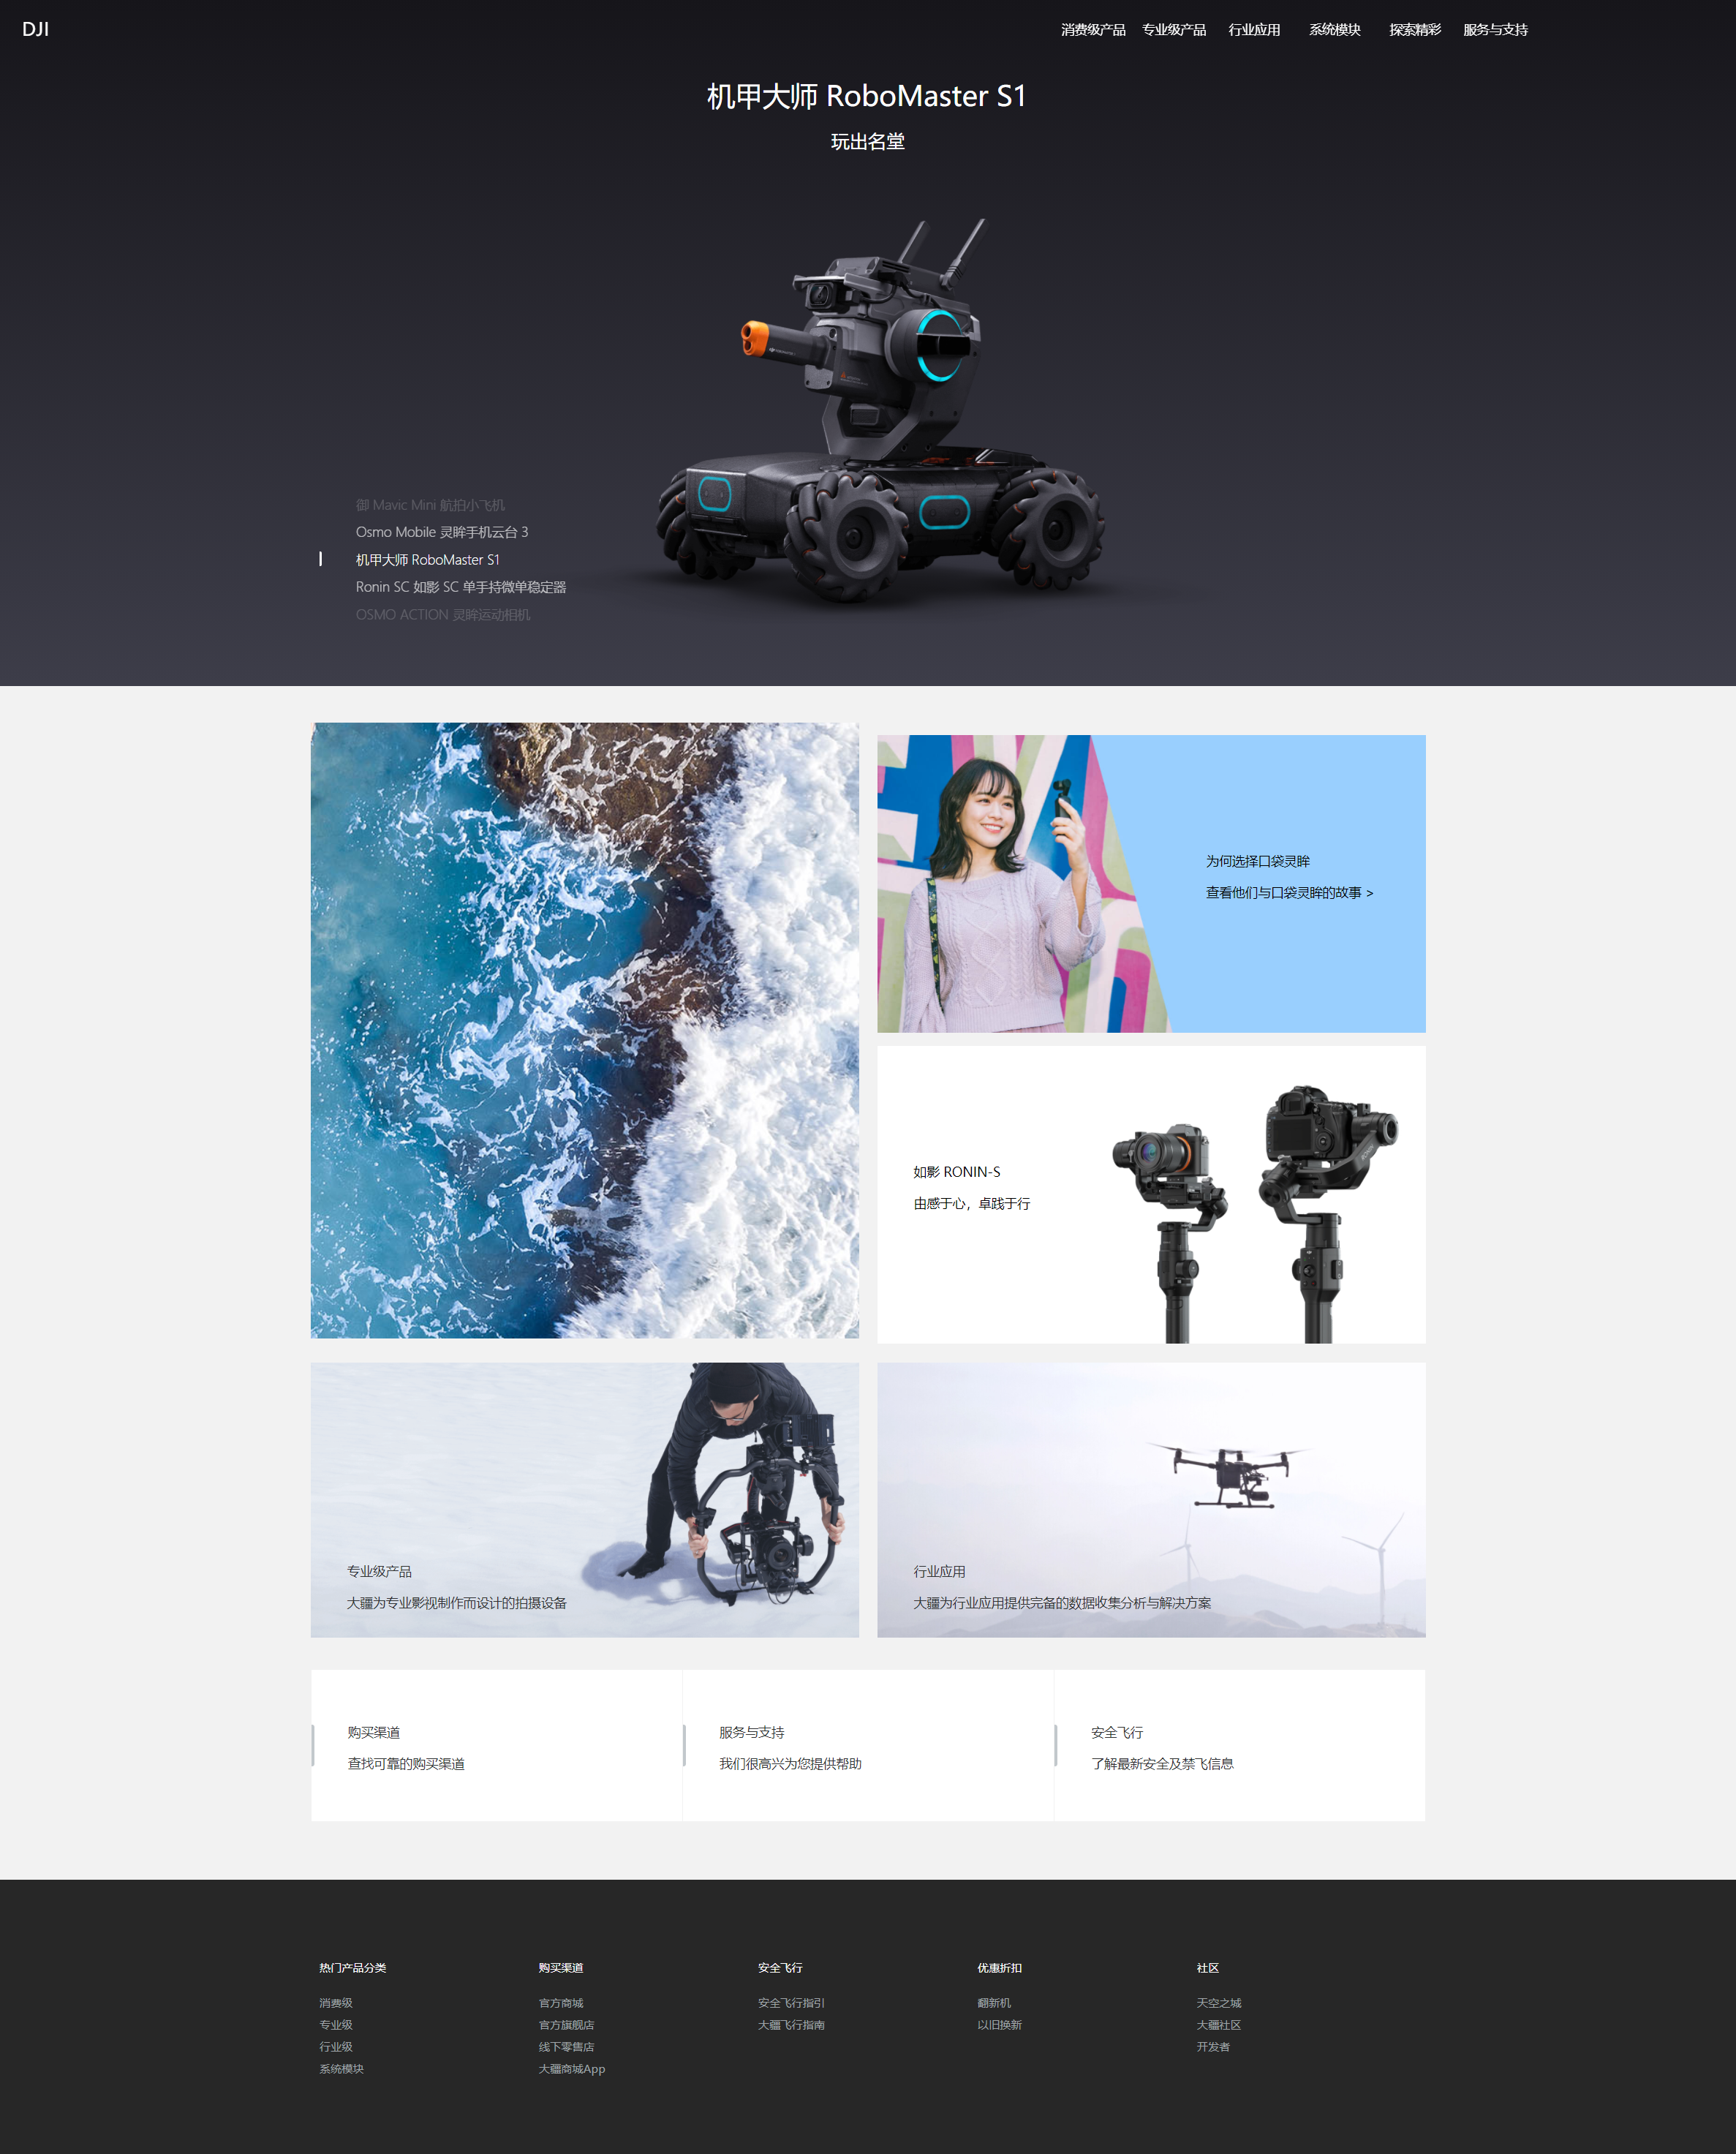 DJI
消费级产品 专业级产品 行业应用 系统模块 探索精彩 服务与支持
机甲大师 RoboMaster S1
玩出名堂
御 Mavic Mini 航拍小飞机
Osmo Mobile 灵眸手机云台 3
机甲大师 RoboMaster S1
Ronin SC 如影 SC 单手持微单稳定器
OSMO ACTION 灵眸运动相机
为何选择口袋灵眸
查看他们与口袋灵眸的故事 >
如影 RONIN-S
由感于心，卓践于行
专业级产品
大疆为专业影视制作而设计的拍摄设备
行业应用
大疆为行业应用提供完备的数据收集分析与解决方案
购买渠道
查找可靠的购买渠道
服务与支持
我们很高兴为您提供帮助
安全飞行
了解最新安全及禁飞信息
热门产品分类
消费级
专业级
行业级
系统模块
购买渠道
官方商城
官方旗舰店
线下零售店
大疆商城App
安全飞行
安全飞行指引
大疆飞行指南
优惠折扣
翻新机
以旧换新
社区
天空之城
大疆社区
开发者